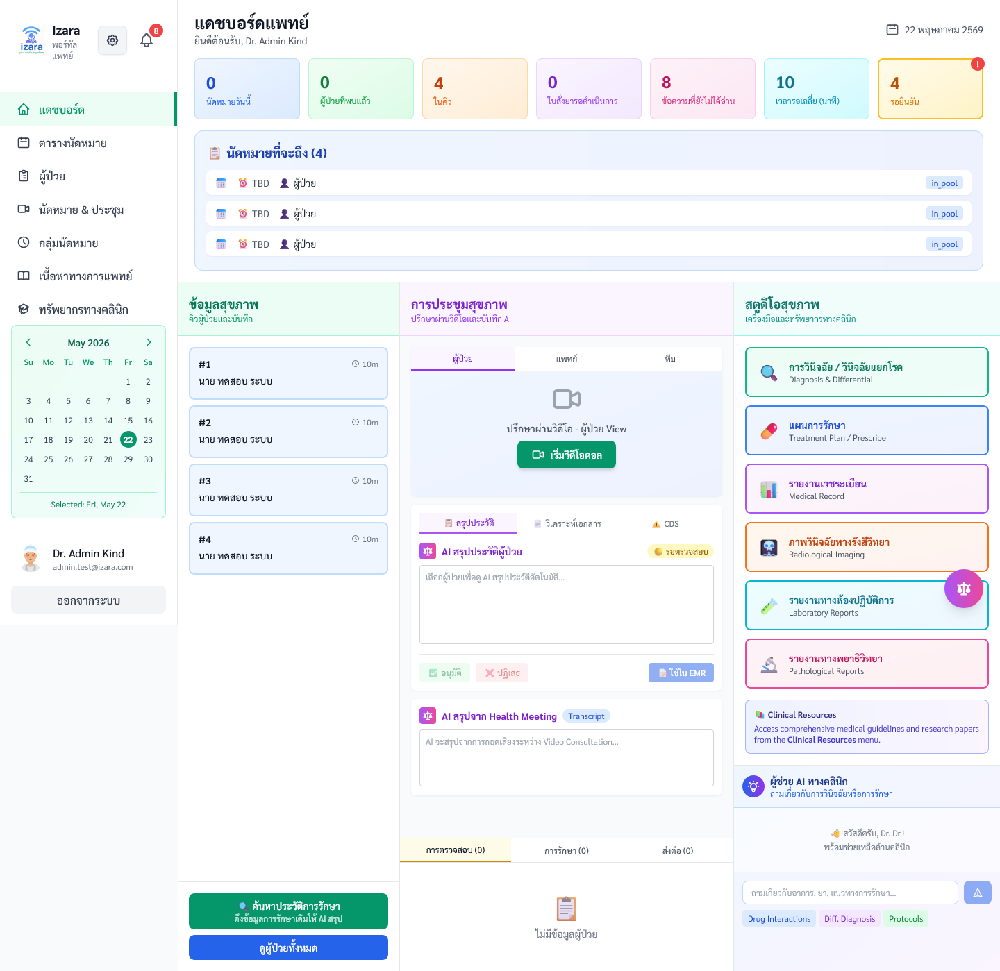 izara
Izara
พอร์ทัล
แพทย์
8
แดชบอร์ด
ตารางนัดหมาย
ผู้ป่วย
นัดหมาย & ประชุม
กลุ่มนัดหมาย
เนื้อหาทางการแพทย์
ทรัพยากรทางคลินิก
May 2026
Su Mo Tu We Th Fr Sa
1 2
3 4 5 6 7 8 9
10 11 12 13 14 15 16
17 18 19 20 21 22 23
24 25 26 27 28 29 30
31
Selected: Fri, May 22
Dr. Admin Kind
admin.test@izara.com
ออกจากระบบ
แดชบอร์ดแพทย์
ยินดีต้อนรับ, Dr. Admin Kind
22 พฤษภาคม 2569
0
นัดหมายวันนี้
0
ผู้ป่วยที่พบแล้ว
4
ในคิว
0
ใบสั่งยารอดำเนินการ
8
ข้อความที่ยังไม่ได้อ่าน
10
เวลารอเฉลี่ย (นาที)
!
4
รอยืนยัน
นัดหมายที่จะถึง (4)
TBD ผู้ป่วย in_pool
TBD ผู้ป่วย in_pool
TBD ผู้ป่วย in_pool
ข้อมูลสุขภาพ
คิวผู้ป่วยและบันทึก
#1 10m
นาย ทดสอบ ระบบ
#2 10m
นาย ทดสอบ ระบบ
#3 10m
นาย ทดสอบ ระบบ
#4 10m
นาย ทดสอบ ระบบ
ค้นหาประวัติการรักษา
ดึงข้อมูลการรักษาเดิมให้ AI สรุป
ดูผู้ป่วยทั้งหมด
การประชุมสุขภาพ
ปรึกษาผ่านวิดีโอและบันทึก AI
ผู้ป่วย แพทย์ ทีม
ปรึกษาผ่านวิดีโอ - ผู้ป่วย View
เริ่มวิดีโอคอล
สรุปประวัติ วิเคราะห์เอกสาร CDS
AI สรุปประวัติผู้ป่วย รอตรวจสอบ
เลือกผู้ป่วยเพื่อดู AI สรุปประวัติอัตโนมัติ...
อนุมัติ ปฏิเสธ ใช้ใน EMR
AI สรุปจาก Health Meeting Transcript
AI จะสรุปจากการถอดเสียงระหว่าง Video Consultation...
การตรวจสอบ (0) การรักษา (0) ส่งต่อ (0)
ไม่มีข้อมูลผู้ป่วย
สตูดิโอสุขภาพ
เครื่องมือและทรัพยากรทางคลินิก
การวินิจฉัย / วินิจฉัยแยกโรค
Diagnosis & Differential
แผนการรักษา
Treatment Plan / Prescribe
รายงานเวชระเบียน
Medical Record
ภาพวินิจฉัยทางรังสีวิทยา
Radiological Imaging
รายงานทางห้องปฏิบัติการ
Laboratory Reports
รายงานทางพยาธิวิทยา
Pathological Reports
Clinical Resources
Access comprehensive medical guidelines and research papers
from the Clinical Resources menu.
ผู้ช่วย AI ทางคลินิก
ถามเกี่ยวกับการวินิจฉัยหรือการรักษา
สวัสดีครับ, Dr. Dr.!
พร้อมช่วยเหลือด้านคลินิก
ถามเกี่ยวกับอาการ, ยา, แนวทางการรักษา...
Drug Interactions Diff. Diagnosis Protocols